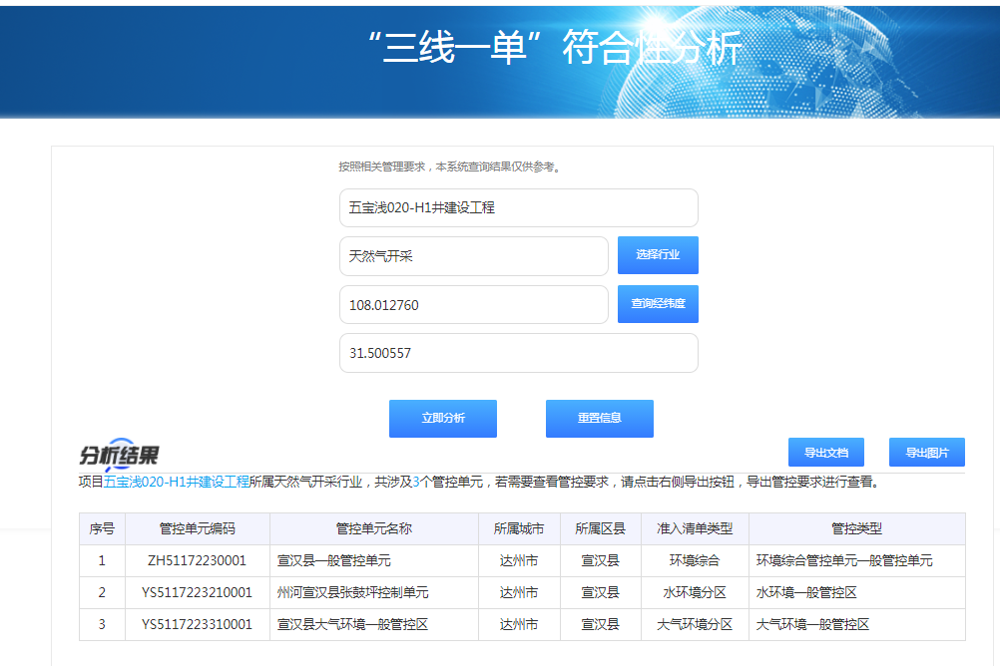 “三线一单”符合性分析
按照相关管理要求，本系统查询结果仅供参考。
五宝浅020-H1井建设工程
天然气开采 选择行业
108.012760 查询经纬度
31.500557
立即分析 重置信息
分析结果 导出文档 导出图片
项目五宝浅020-H1井建设工程所属天然气开采行业，共涉及3个管控单元，若需要查看管控要求，请点击右侧导出按钮，导出管控要求进行查看。
序号 管控单元编码 管控单元名称 所属城市 所属区县 准入清单类型 管控类型
1 ZH51172230001 宣汉县一般管控单元 达州市 宣汉县 环境综合 环境综合管控单元一般管控单元
2 YS5117223210001 州河宣汉县张鼓坪控制单元 达州市 宣汉县 水环境分区 水环境一般管控区
3 YS5117223310001 宣汉县大气环境一般管控区 达州市 宣汉县 大气环境分区 大气环境一般管控区